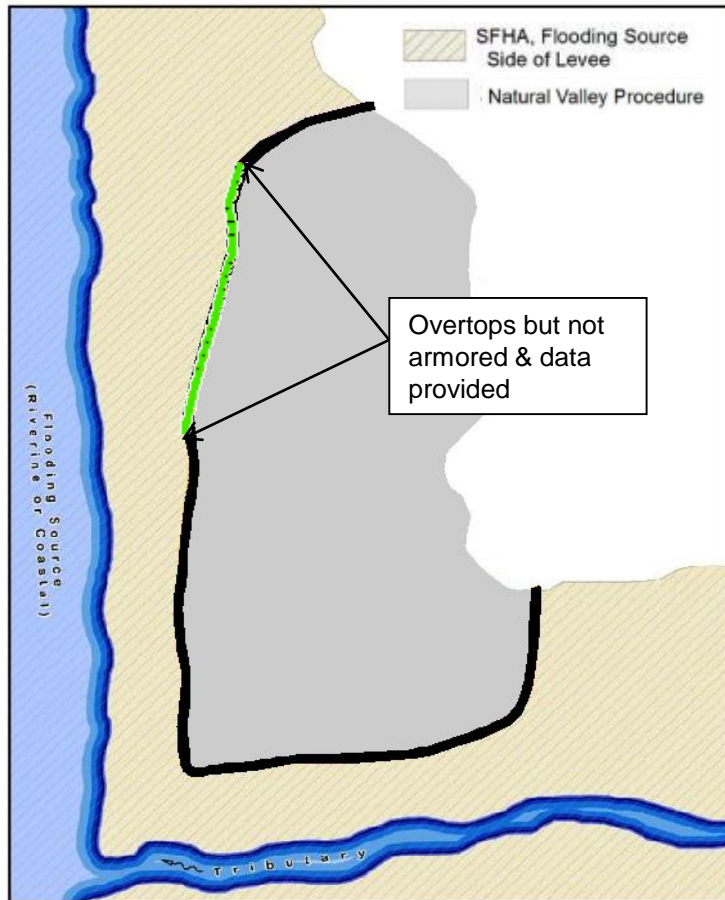 SFHA, Flooding Source
Side of Levee
Natural Valley Procedure
Overtops but not
armored & data
provided
Flooding Source
(Riverine or Coastal)
Tributary